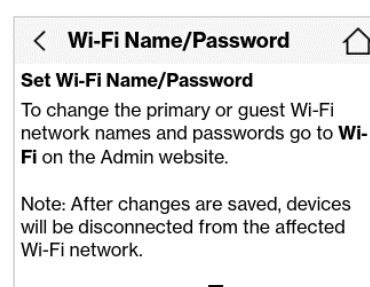 Wi-Fi Name/Password
Set Wi-Fi Name/Password
To change the primary or guest Wi-Fi
network names and passwords go to Wi-
Fi on the Admin website.
Note: After changes are saved, devices
will be disconnected from the affected
Wi-Fi network.